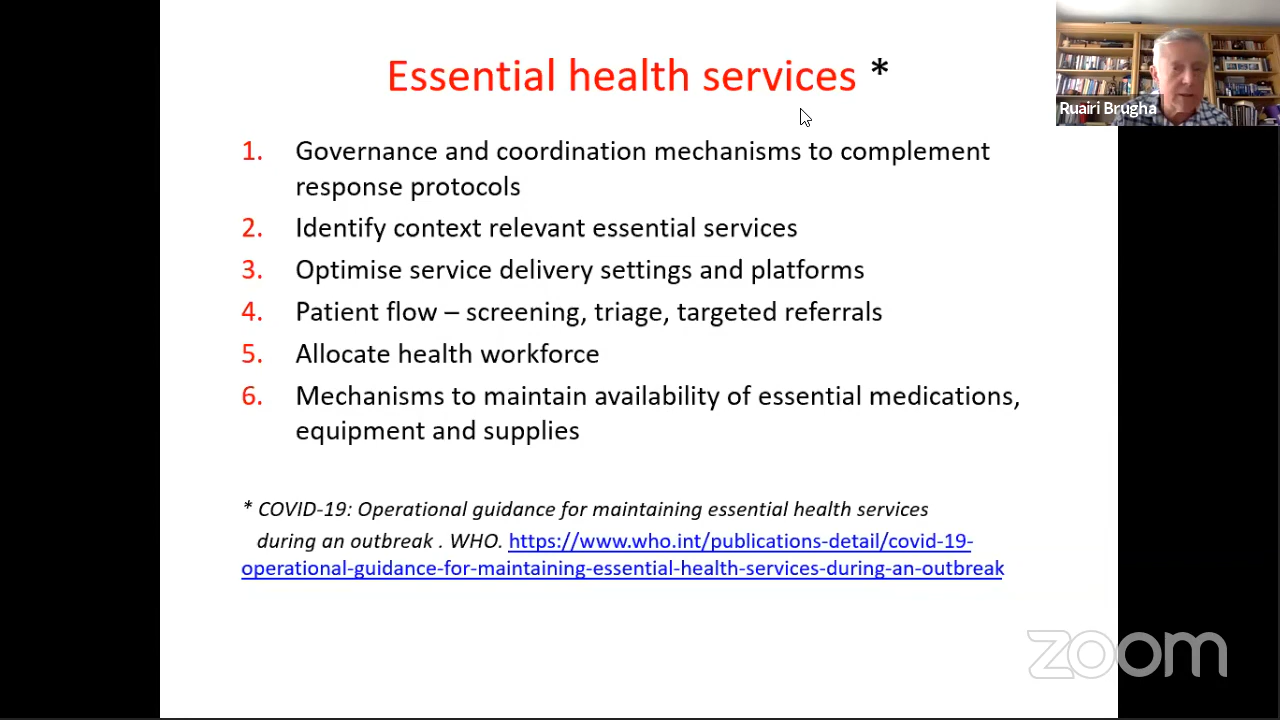 Essential health services *
Ruairi Brugha
1. Governance and coordination mechanisms to complement
response protocols
2. Identify context relevant essential services
3. Optimise service delivery settings and platforms
4. Patient flow – screening, triage, targeted referrals
5. Allocate health workforce
6. Mechanisms to maintain availability of essential medications,
equipment and supplies
* COVID-19: Operational guidance for maintaining essential health services
during an outbreak . WHO. https://www.who.int/publications-detail/covid-19-
operational-guidance-for-maintaining-essential-health-services-during-an-outbreak
zoom